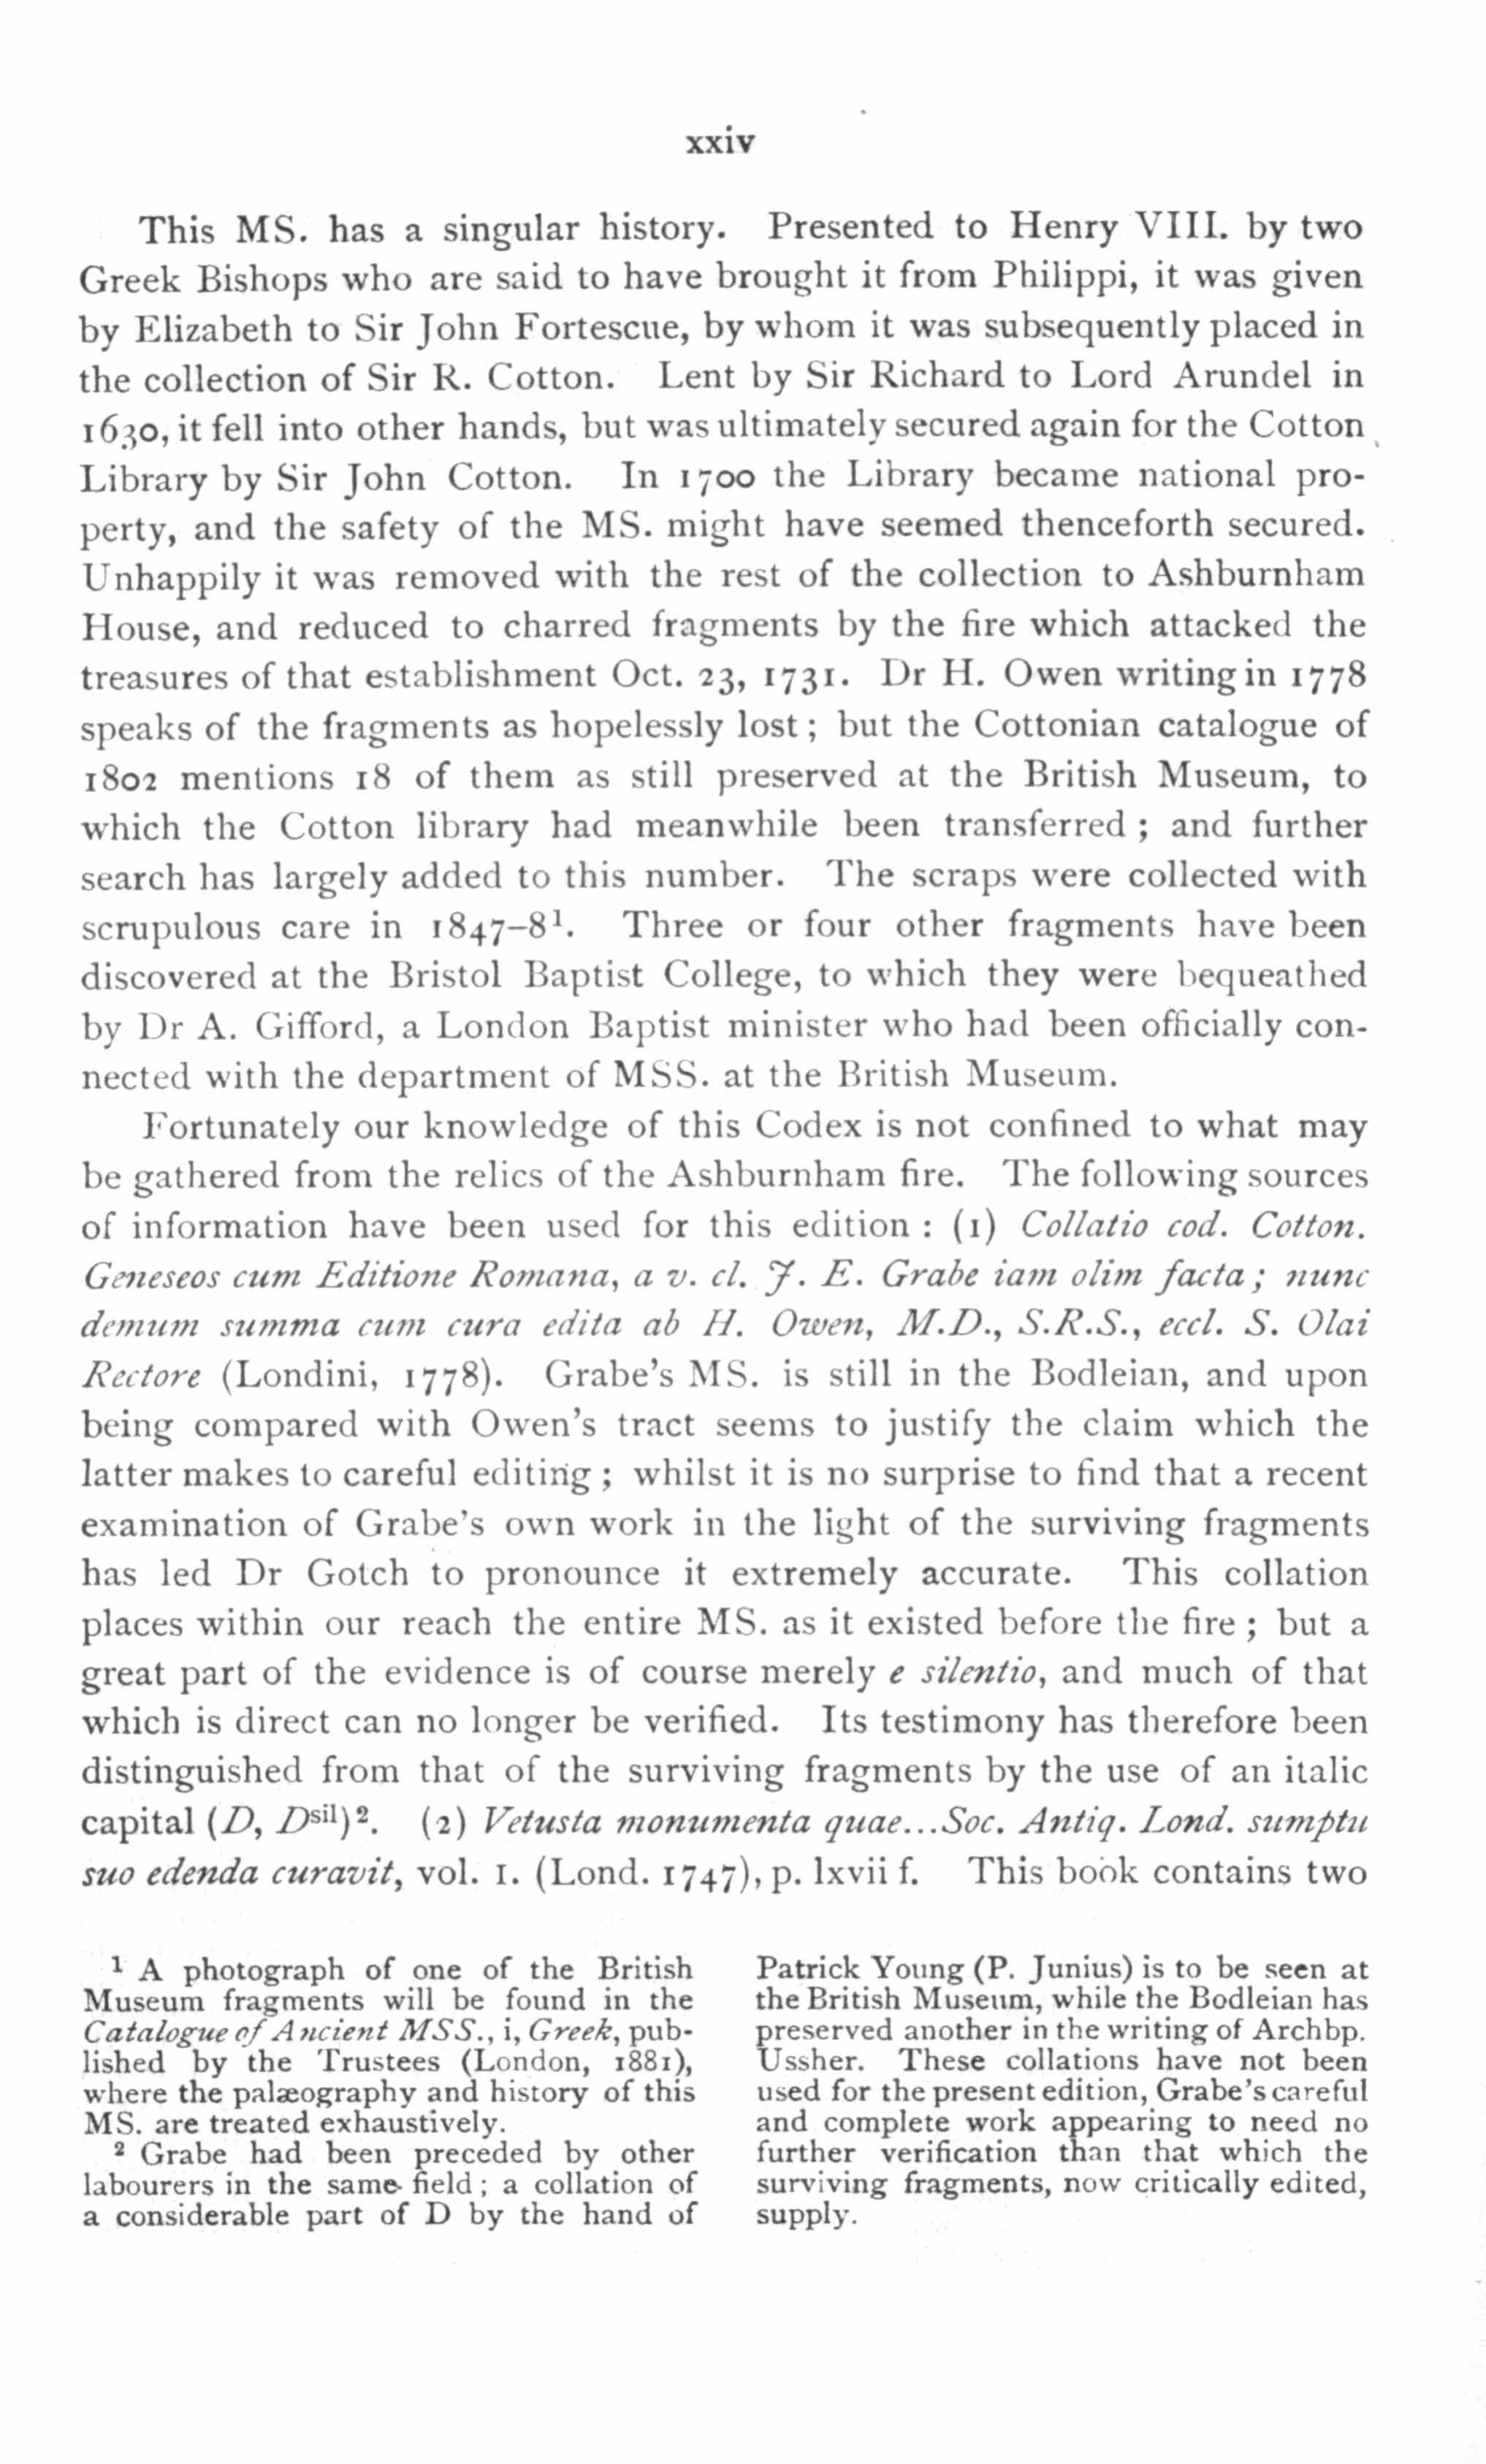 xxiv
This MS. has a singular history. Presented to Henry VIII. by two
Greek Bishops who are said to have brought it from Philippi, it was given
by Elizabeth to Sir John Fortescue, by whom it was subsequently placed in
the collection of Sir R. Cotton. Lent by Sir Richard to Lord Arundel in
1630, it fell into other hands, but was ultimately secured again for the Cotton
Library by Sir John Cotton. In 1700 the Library became national pro-
perty, and the safety of the MS. might have seemed thenceforth secured.
Unhappily it was removed with the rest of the collection to Ashburnham
House, and reduced to charred fragments by the fire which attacked the
treasures of that establishment Oct. 23, 1731. Dr H. Owen writing in 1778
speaks of the fragments as hopelessly lost; but the Cottonian catalogue of
1802 mentions 18 of them as still preserved at the British Museum, to
which the Cotton library had meanwhile been transferred; and further
search has largely added to this number. The scraps were collected with
scrupulous care in 1847–8¹. Three or four other fragments have been
discovered at the Bristol Baptist College, to which they were bequeathed
by Dr A. Gifford, a London Baptist minister who had been officially con-
nected with the department of MSS. at the British Museum.
Fortunately our knowledge of this Codex is not confined to what may
be gathered from the relics of the Ashburnham fire. The following sources
of information have been used for this edition: (1) Collatio cod. Cotton.
Geneseos cum Editione Romana, a v. cl. J. E. Grabe iam olim facta; nunc
demum summa cum cura edita ab H. Owen, M.D., S.R.S., eccl. S. Olai
Rectore (Londini, 1778). Grabe's MS. is still in the Bodleian, and upon
being compared with Owen's tract seems to justify the claim which the
latter makes to careful editing; whilst it is no surprise to find that a recent
examination of Grabe's own work in the light of the surviving fragments
has led Dr Gotch to pronounce it extremely accurate. This collation
places within our reach the entire MS. as it existed before the fire; but a
great part of the evidence is of course merely e silentio, and much of that
which is direct can no longer be verified. Its testimony has therefore been
distinguished from that of the surviving fragments by the use of an italic
capital (D, Dsil)². (2) Vetusta monumenta quae...Soc. Antiq. Lond. sumptu
suo edenda curavit, vol. I. (Lond. 1747), p. lxvii f. This book contains two
¹ A photograph of one of the British
Museum fragments will be found in the
Catalogue of Ancient MSS., i, Greek, pub-
lished by the Trustees (London, 1881),
where the palæography and history of this
MS. are treated exhaustively.
² Grabe had been preceded by other
labourers in the same field; a collation of
a considerable part of D by the hand of
Patrick Young (P. Junius) is to be seen at
the British Museum, while the Bodleian has
preserved another in the writing of Archbp.
Ussher. These collations have not been
used for the present edition, Grabe's careful
and complete work appearing to need no
further verification than that which the
surviving fragments, now critically edited,
supply.